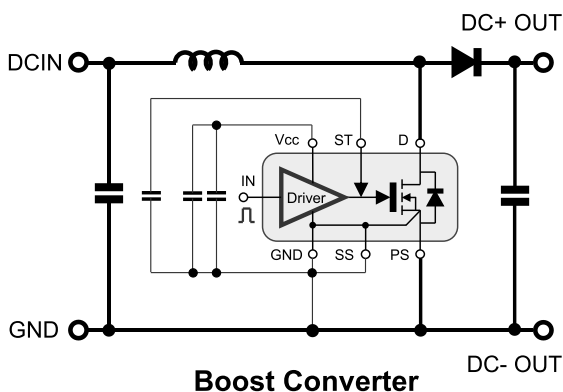 DC+ OUT
DCIN
Vcc ST D
IN
Driver
GND SS PS
GND
DC- OUT
Boost Converter